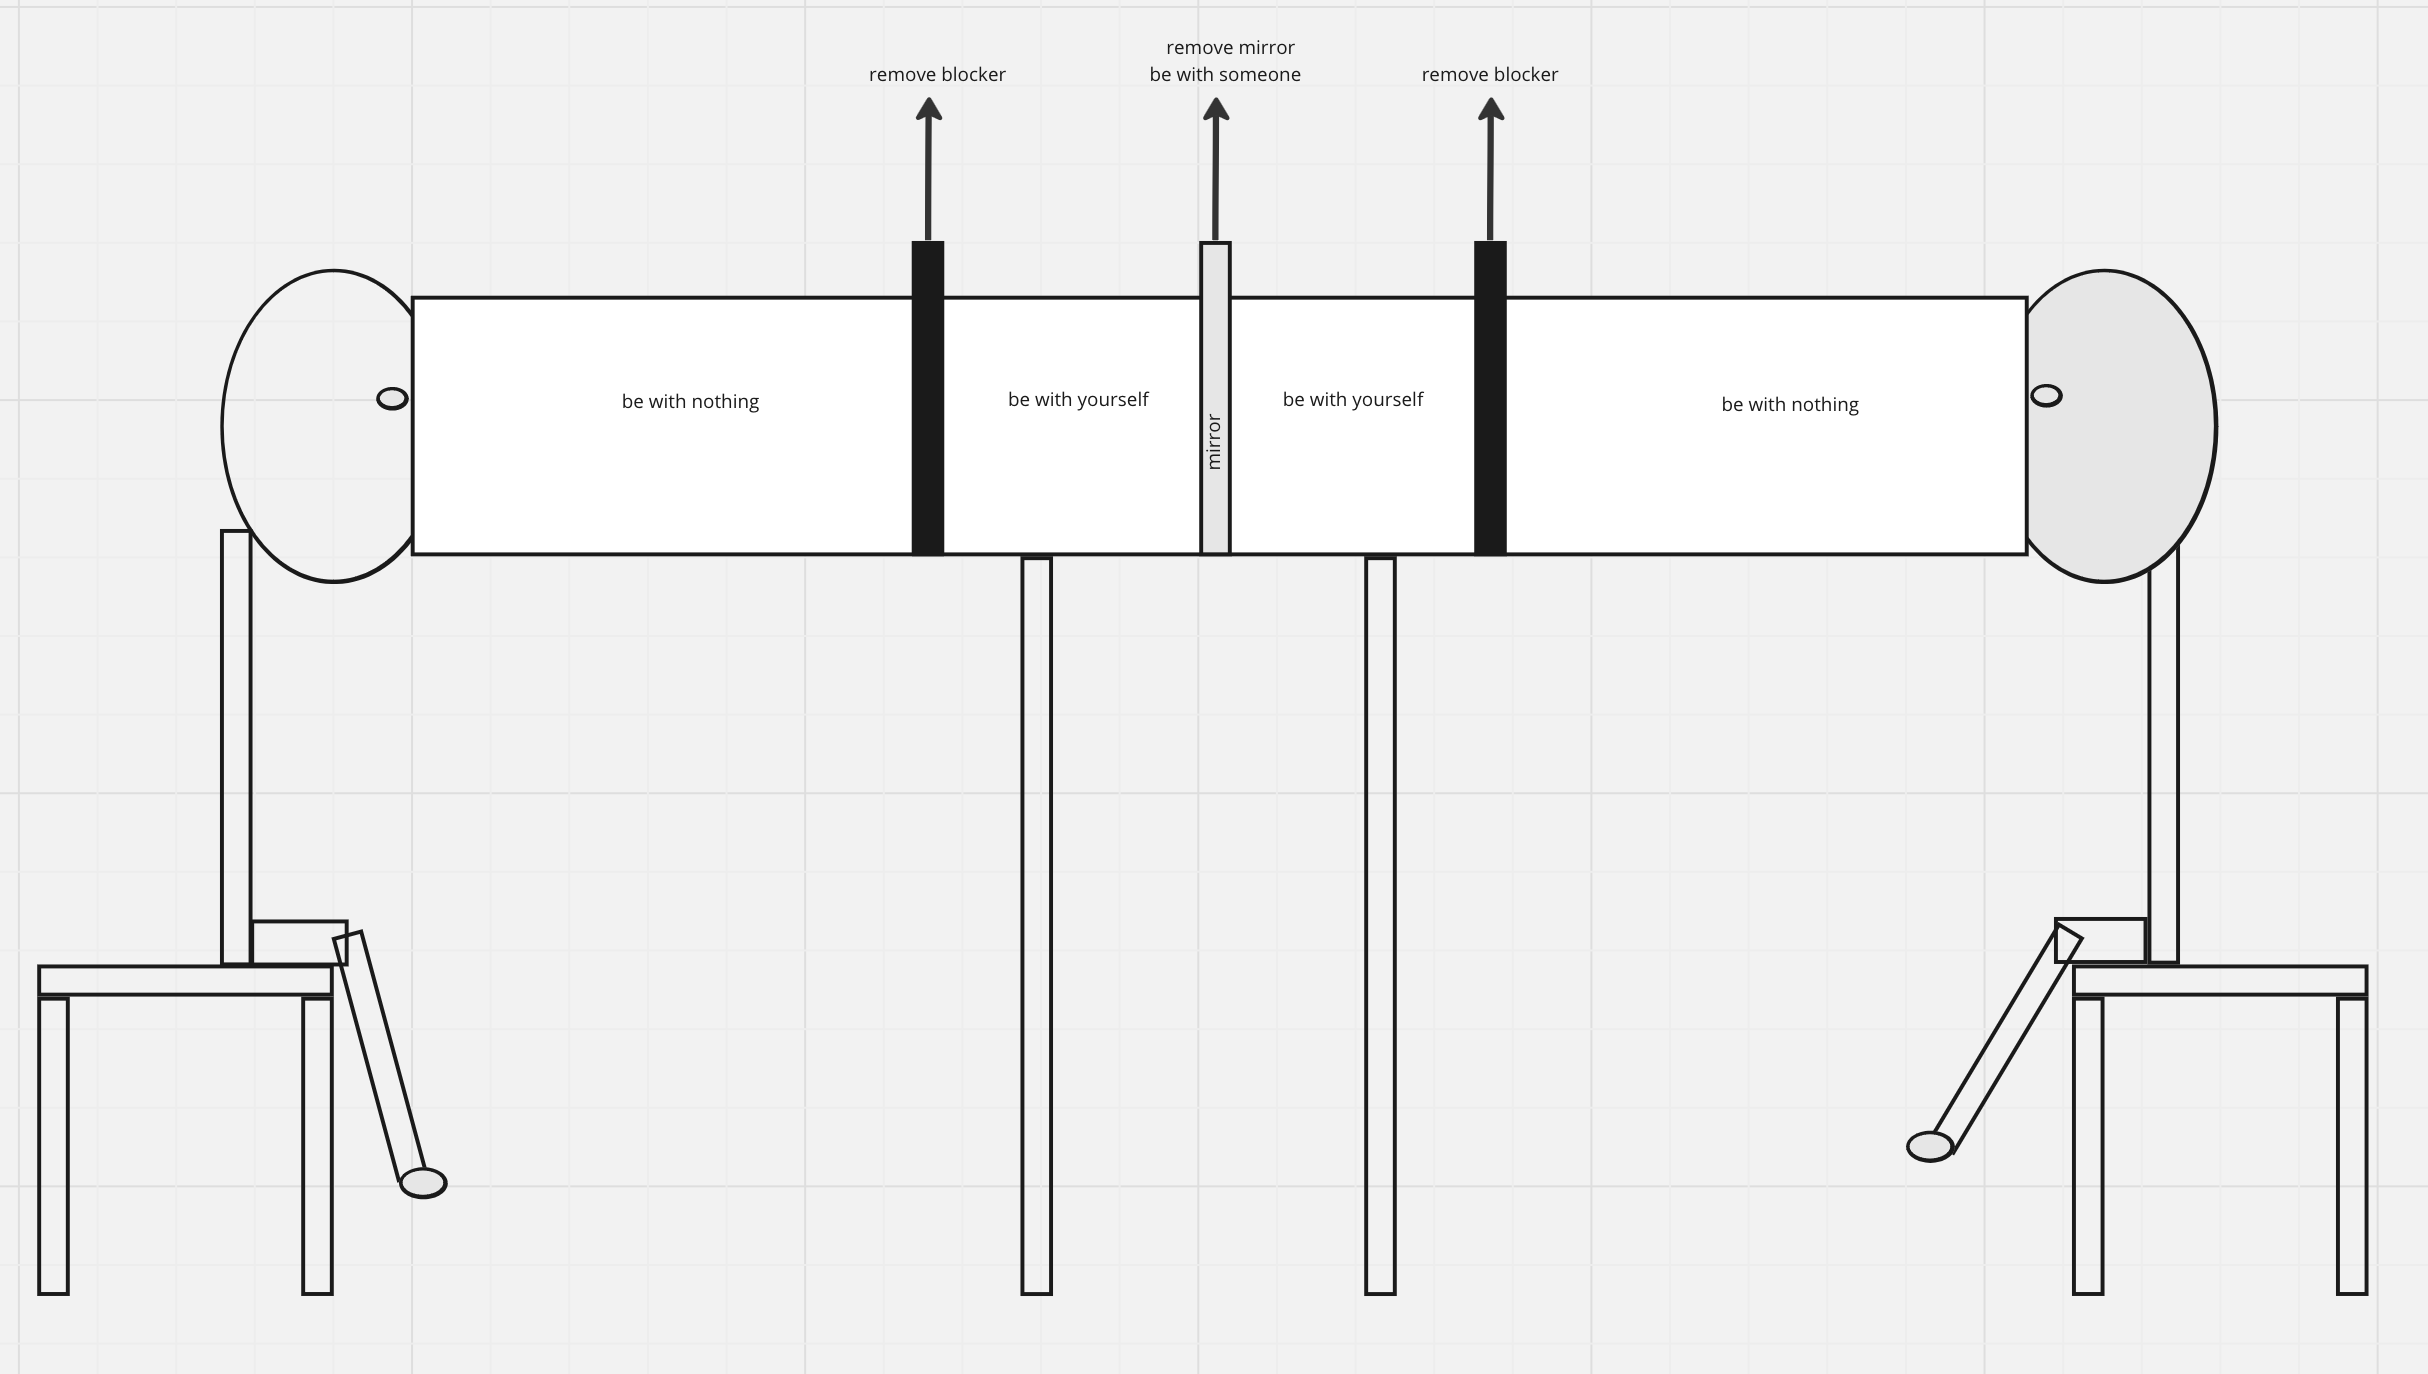 remove mirror
remove blocker
be with someone
remove blocker
be with nothing
be with yourself
mirror
be with yourself
be with nothing